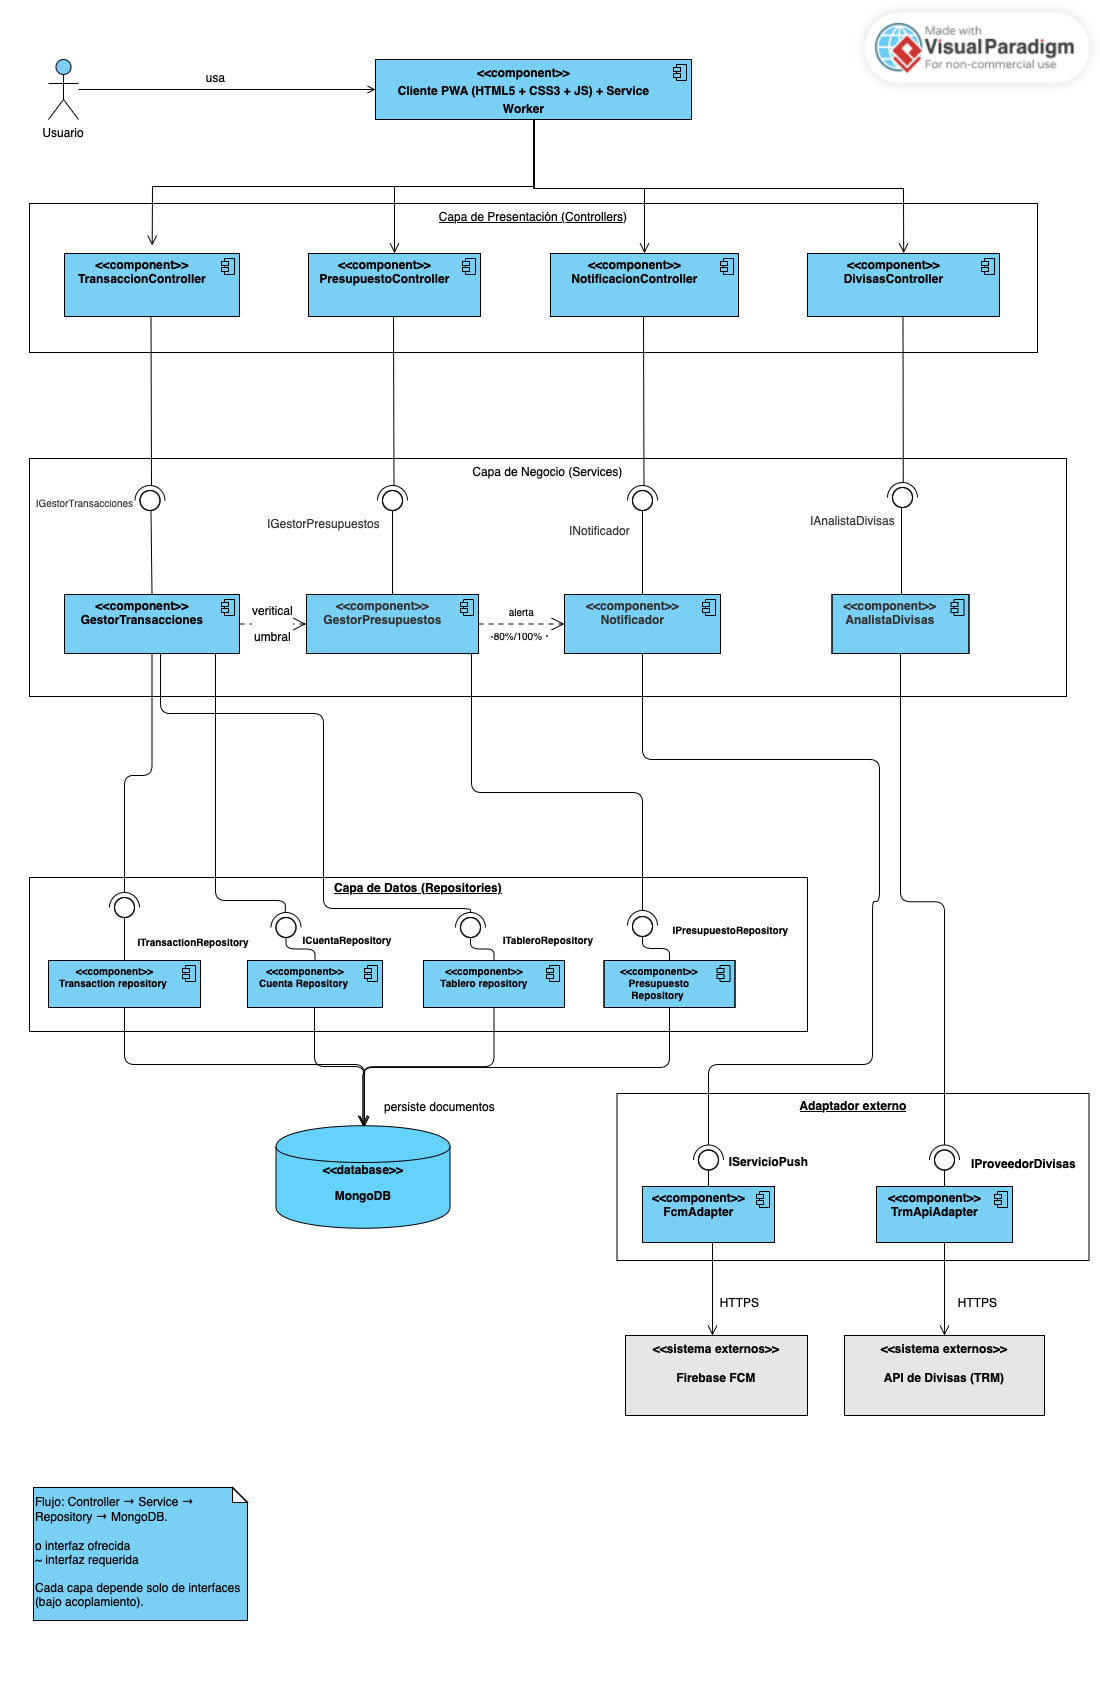 Made with
VisualParadigm
For non-commercial use
usa
Usuario
<<component>>
Cliente PWA (HTML5 + CSS3 + JS) + Service
Worker
Capa de Presentación (Controllers)
<<component>>
TransaccionController
<<component>>
PresupuestoController
<<component>>
NotificacionController
<<component>>
DivisasController
Capa de Negocio (Services)
IGestorTransacciones
IGestorPresupuestos
INotificador
IAnalistaDivisas
<<component>>
GestorTransacciones
veritical
umbral
<<component>>
GestorPresupuestos
alerta
-80%/100%
<<component>>
Notificador
<<component>>
AnalistaDivisas
Capa de Datos (Repositories)
ITransactionRepository
ICuentaRepository
ITableroRepository
IPresupuestoRepository
<<component>>
Transaction repository
<<component>>
Cuenta Repository
<<component>>
Tablero repository
<<component>>
Presupuesto
Repository
persiste documentos
<<database>>
MongoDB
Adaptador externo
IServicioPush
IProveedorDivisas
<<component>>
FcmAdapter
<<component>>
TrmApiAdapter
HTTPS
HTTPS
<<sistema externos>>
Firebase FCM
<<sistema externos>>
API de Divisas (TRM)
Flujo: Controller → Service →
Repository → MongoDB.
o interfaz ofrecida
~ interfaz requerida
Cada capa depende solo de interfaces
(bajo acoplamiento).